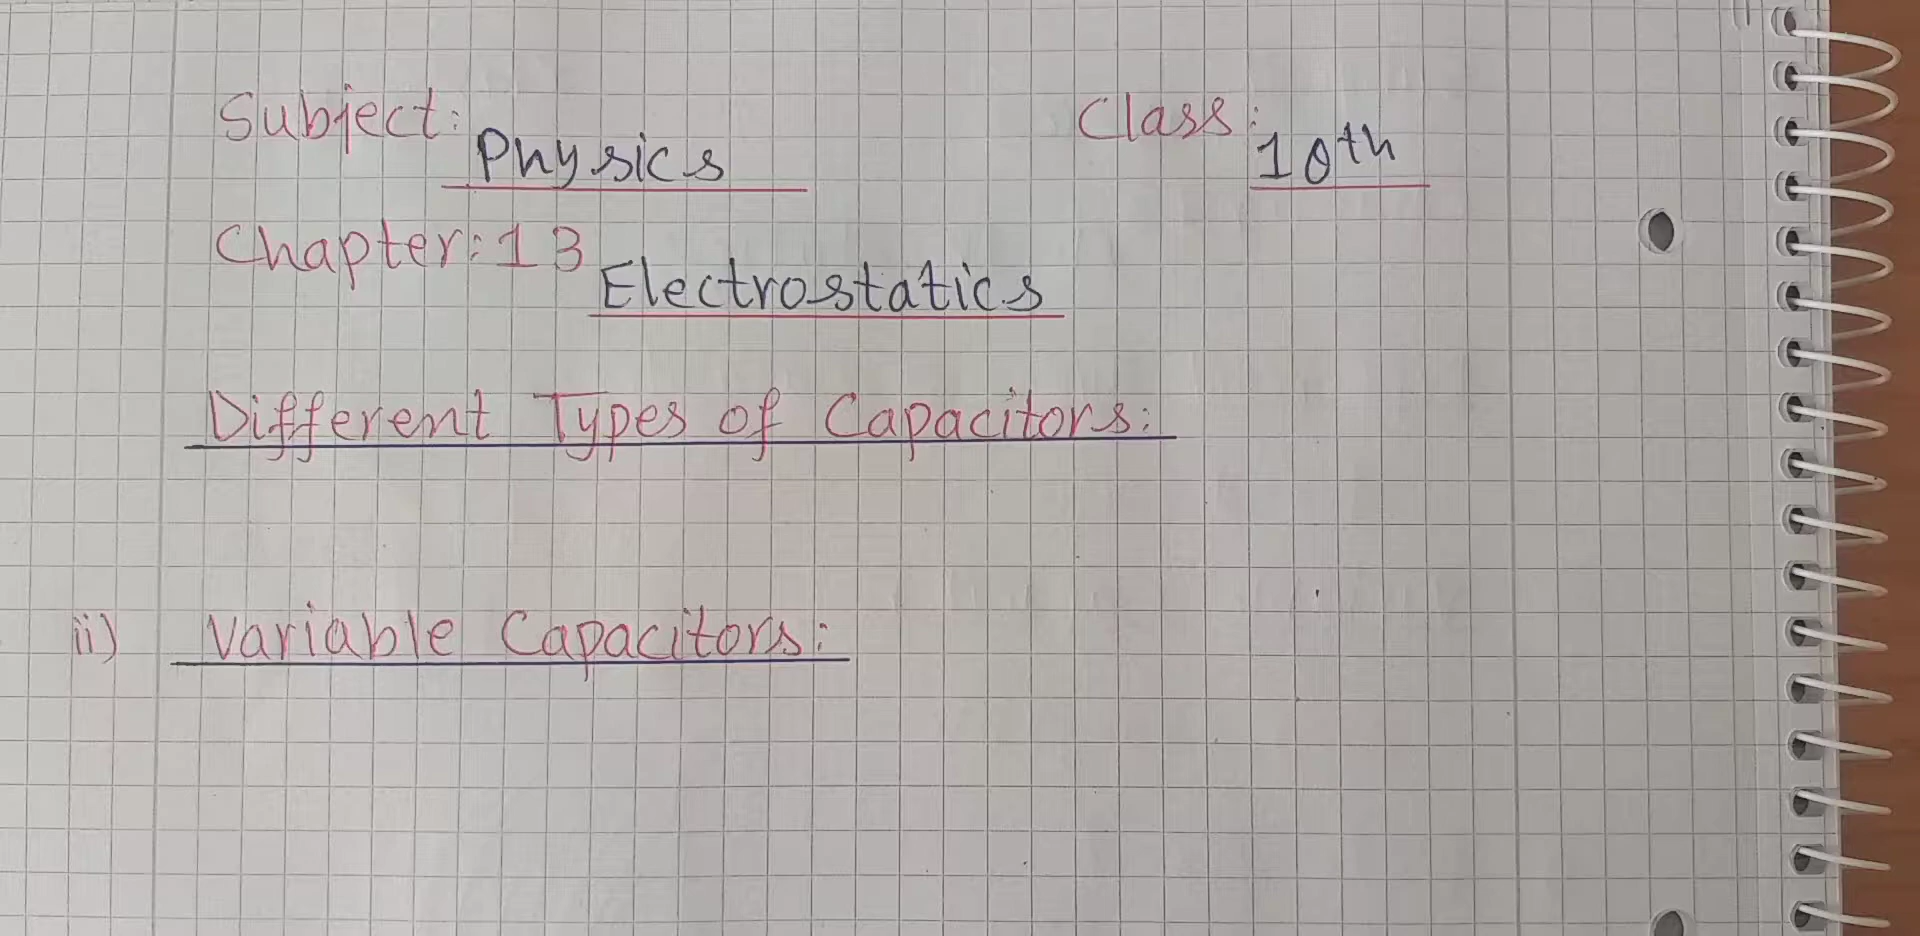 Subject: Physics Class: 10th
Chapter: 13 Electrostatics
Different Types of Capacitors:
ii) Variable Capacitors: